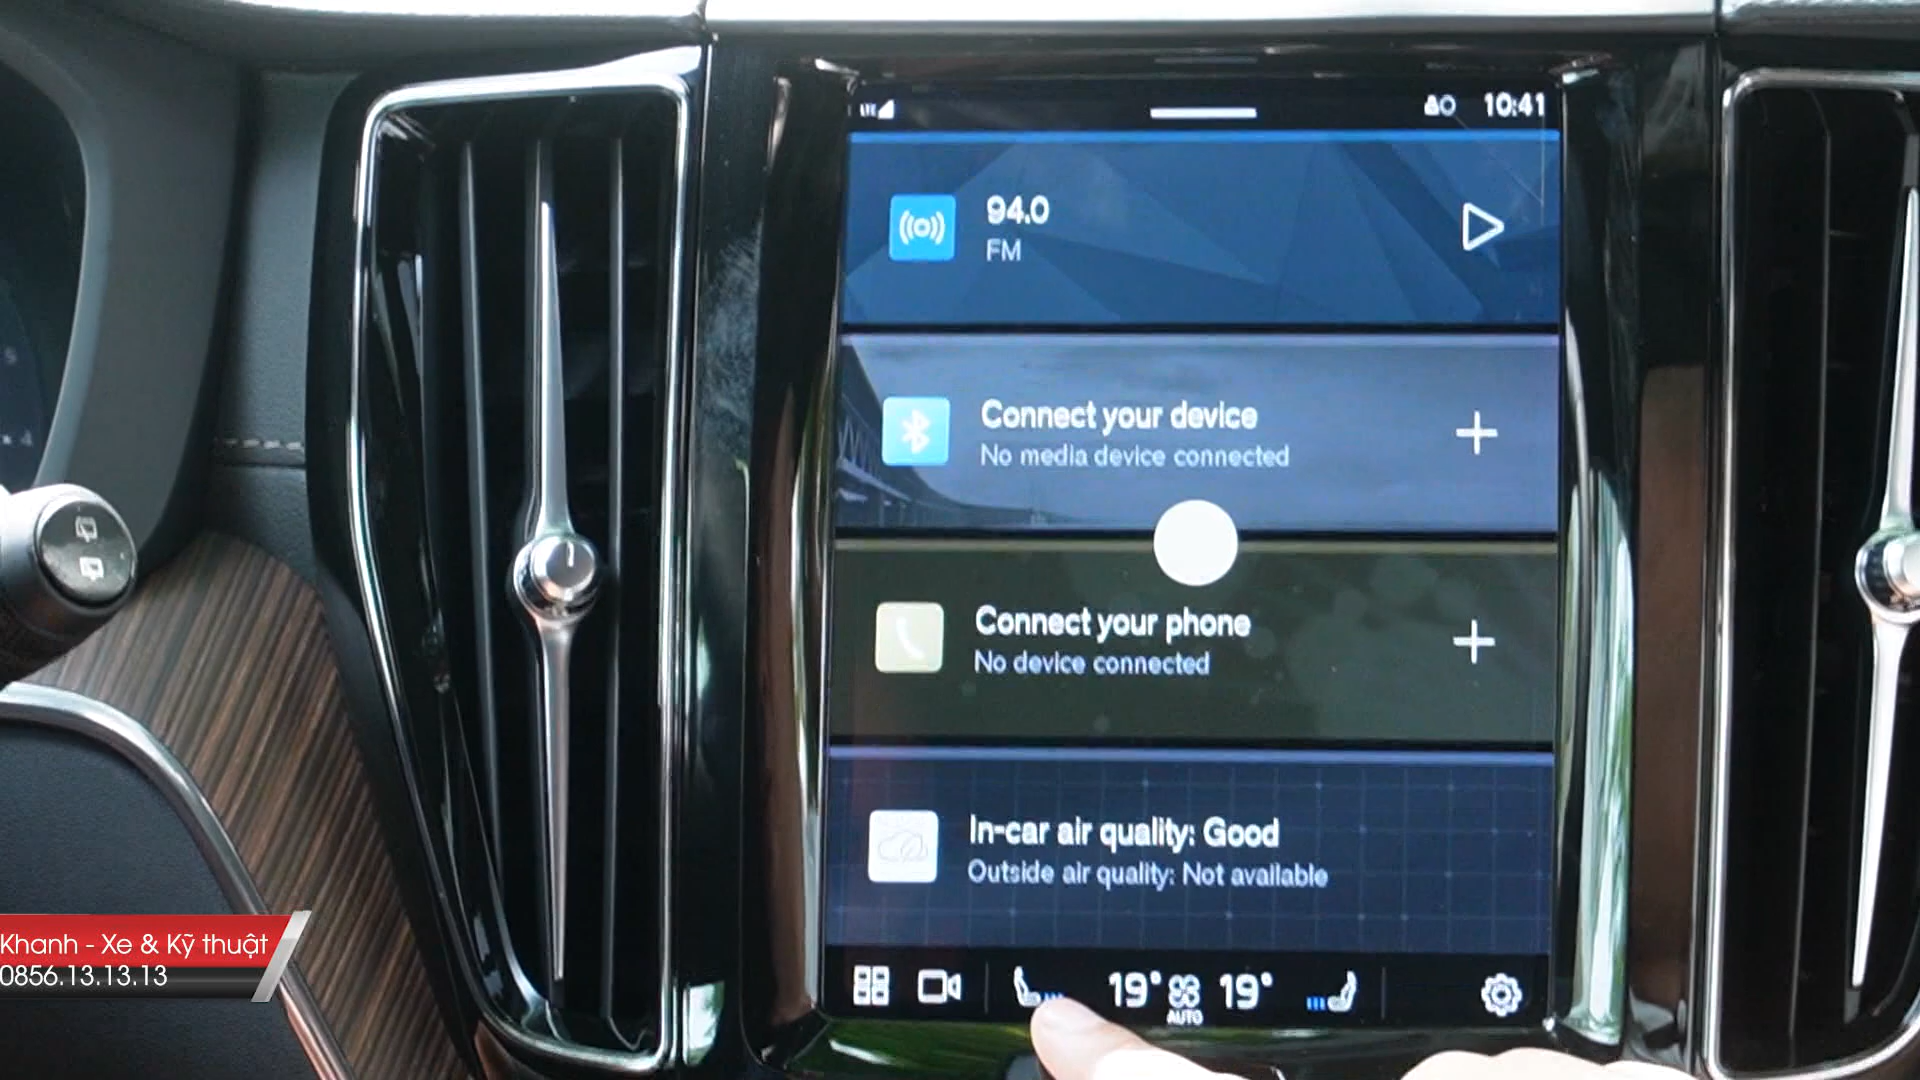 LTE
10:41
94.0
FM
Connect your device
No media device connected
Connect your phone
No device connected
In-car air quality: Good
Outside air quality: Not available
19° 19°
AUTO
Khanh - Xe & Kỹ thuật
0856.13.13.13